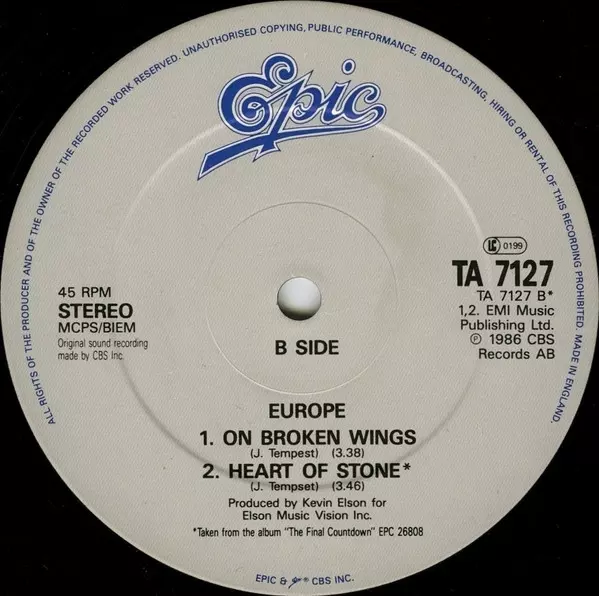 ALL RIGHTS OF THE PRODUCER AND OF THE OWNER OF THE RECORDED WORK RESERVED. UNAUTHORISED COPYING, PUBLIC PERFORMANCE, BROADCASTING, HIRING OR RENTAL OF THIS RECORDING PROHIBITED. MADE IN ENGLAND.
Epic
LC 0199
TA 7127
TA 7127 B*
1,2. EMI Music
Publishing Ltd.
℗ 1986 CBS
Records AB
45 RPM
STEREO
MCPS/BIEM
Original sound recording
made by CBS Inc.
B SIDE
EUROPE
1. ON BROKEN WINGS
(J. Tempest) (3.38)
2. HEART OF STONE*
(J. Tempset) (3.46)
Produced by Kevin Elson for
Elson Music Vision Inc.
*Taken from the album "The Final Countdown" EPC 26808
EPIC & Epic ® CBS INC.